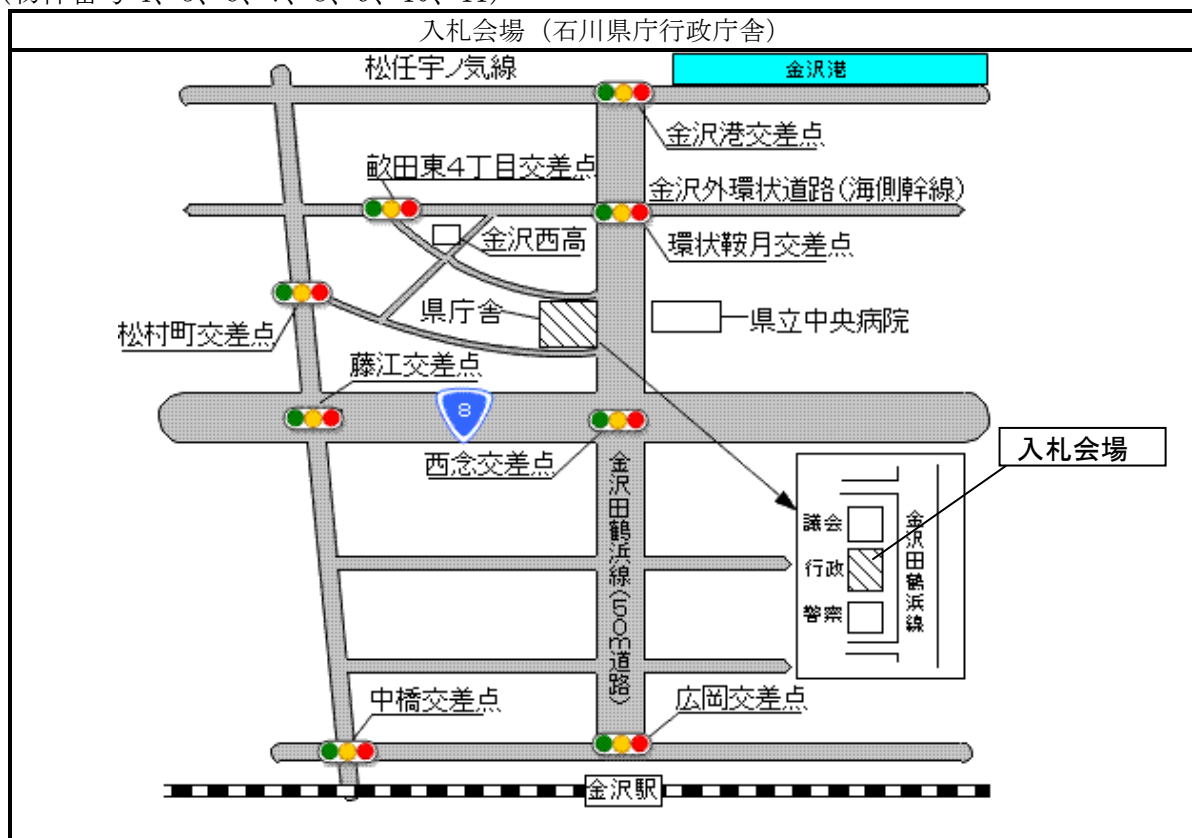 入札会場（石川県庁行政庁舎）
松任宇ノ気線
金沢港
金沢港交差点
畝田東4丁目交差点
金沢外環状道路(海側幹線)
金沢西高
環状鞍月交差点
県庁舎
県立中央病院
松村町交差点
藤江交差点
8
西念交差点
入札会場
金沢田鶴浜線(50m道路)
議会
行政
警察
金沢田鶴浜線
中橋交差点
広岡交差点
金沢駅